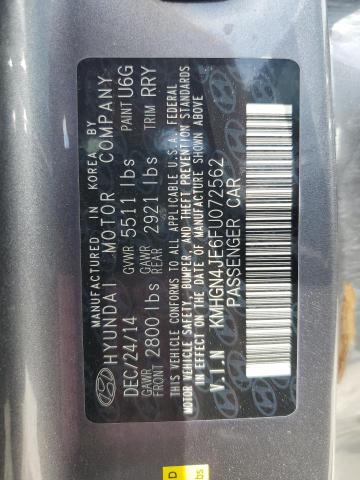 MANUFACTURED IN KOREA BY
HYUNDAI MOTOR COMPANY
DEC/24/14 GVWR 5511 lbs PAINT U6G
GAWR FRONT 2800 lbs GAWR REAR 2921 lbs TRIM RRY
THIS VEHICLE CONFORMS TO ALL APPLICABLE U.S.A. FEDERAL
MOTOR VEHICLE SAFETY, BUMPER, AND THEFT PREVENTION STANDARDS
IN EFFECT ON THE DATE OF MANUFACTURE SHOWN ABOVE
V.I.N KMHGN4JE6FU072562
PASSENGER CAR